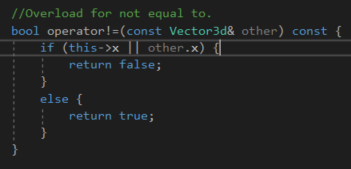 //Overload for not equal to.
bool operator!=(const Vector3d& other) const {
if (this->x || other.x) {
return false;
}
else {
return true;
}
}